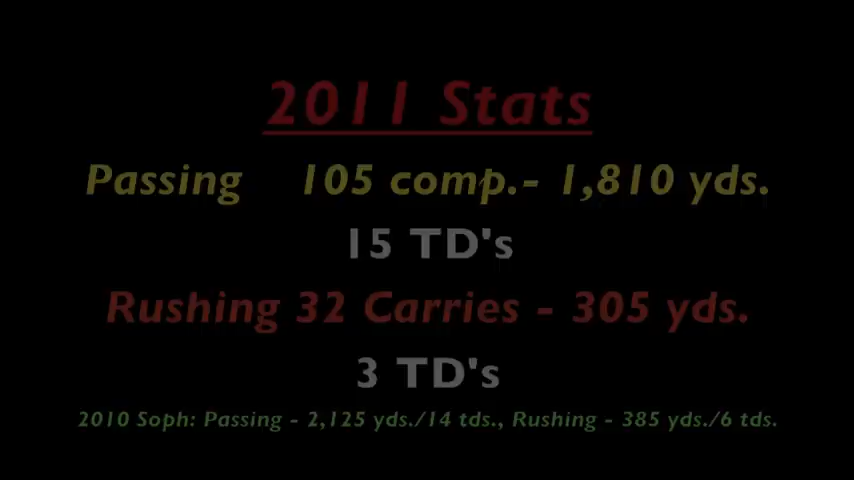 2011 Stats
Passing 105 comp.- 1,810 yds.
15 TD's
Rushing 32 Carries - 305 yds.
3 TD's
2010 Soph: Passing - 2,125 yds./14 tds., Rushing - 385 yds./6 tds.